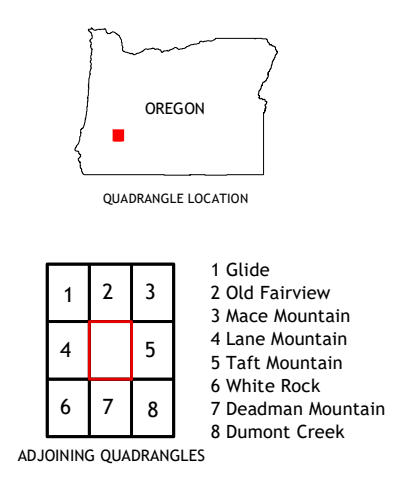 OREGON
QUADRANGLE LOCATION
1 2 3
4 5
6 7 8
1 Glide
2 Old Fairview
3 Mace Mountain
4 Lane Mountain
5 Taft Mountain
6 White Rock
7 Deadman Mountain
8 Dumont Creek
ADJOINING QUADRANGLES